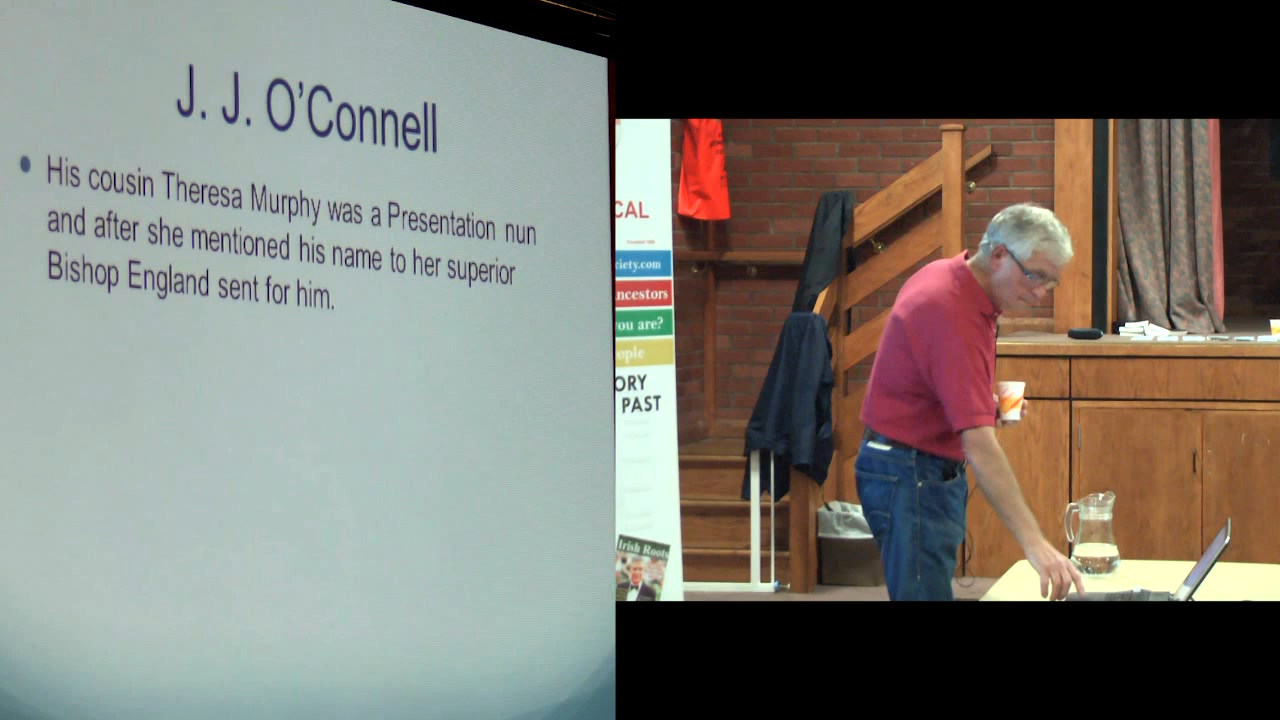 J. J. O'Connell
• His cousin Theresa Murphy was a Presentation nun
and after she mentioned his name to her superior
Bishop England sent for him.
CAL
ciety.com
ncestors
ou are?
ople
ORY
PAST
Irish Roots